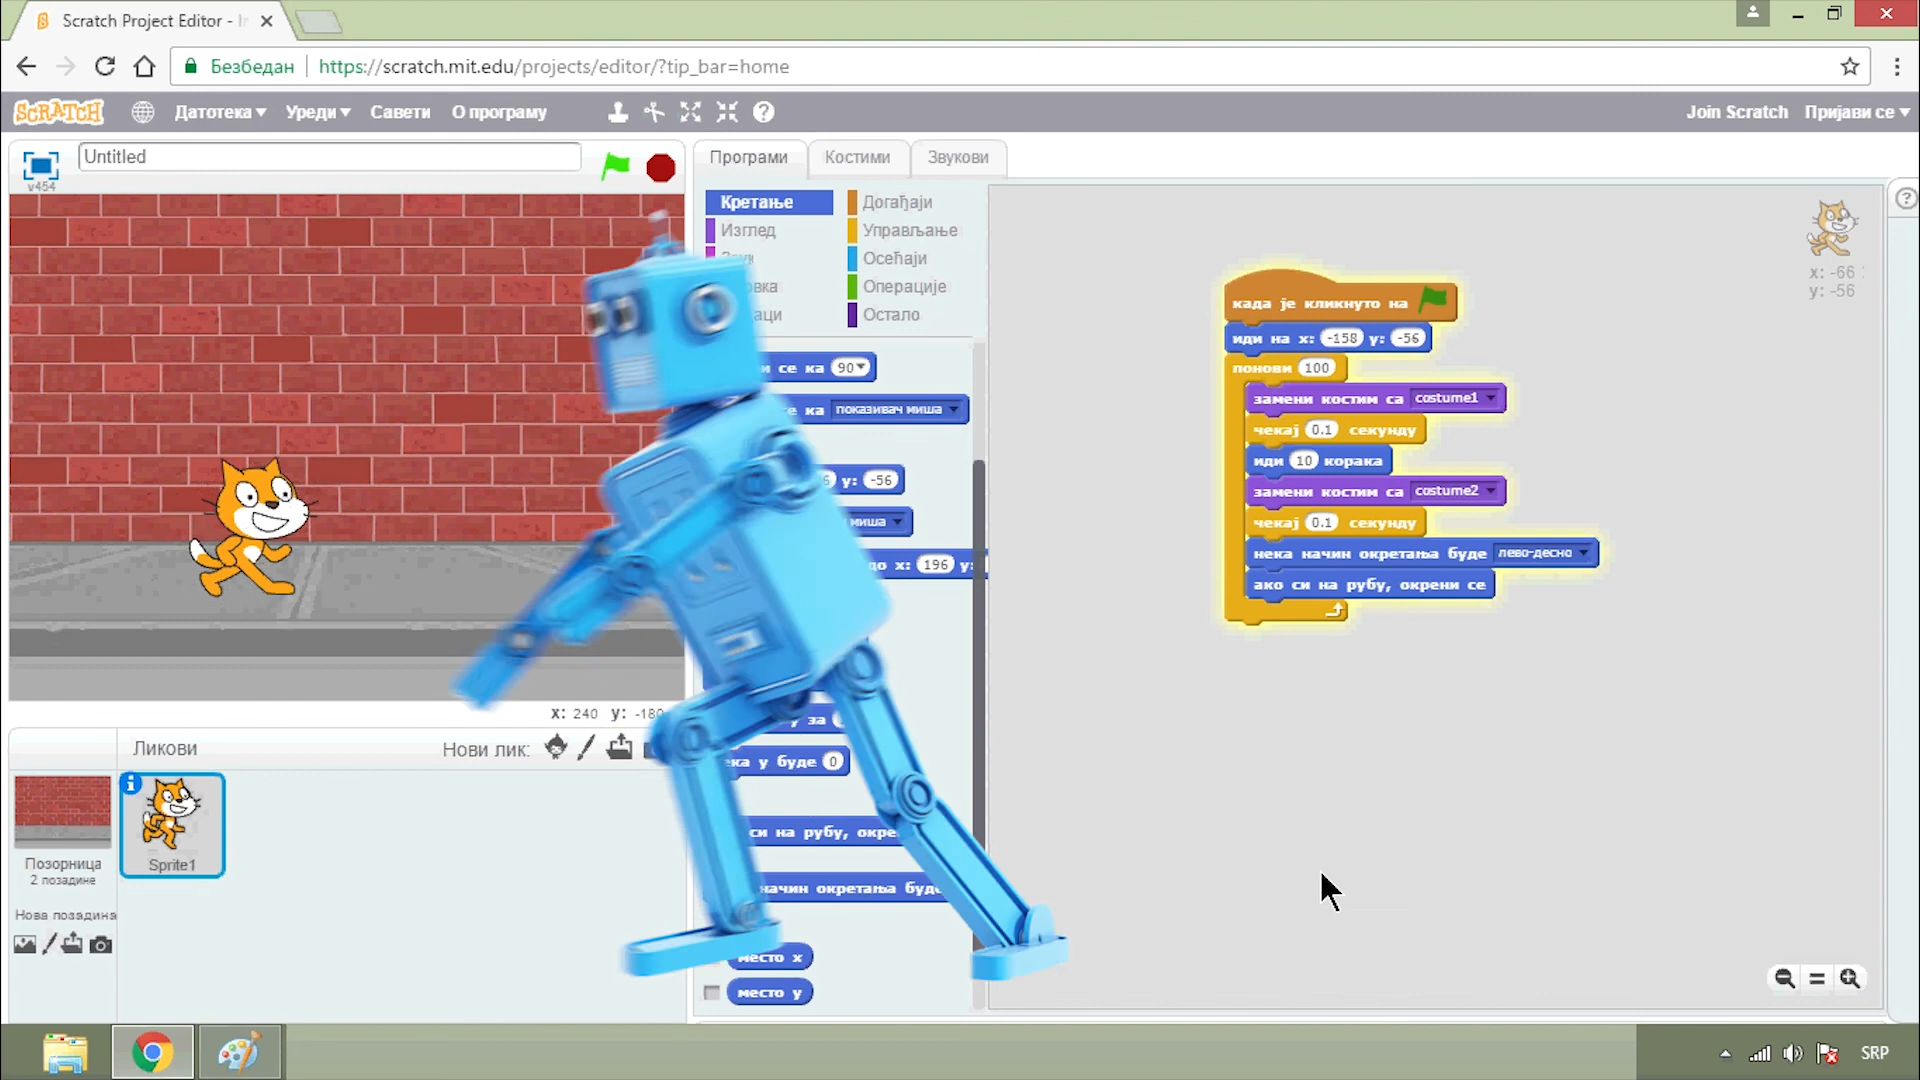 Scratch Project Editor - I
Безбедан
https://scratch.mit.edu/projects/editor/?tip_bar=home
SCRATCH
Датотека
Уреди
Савети
О програму
Join Scratch
Пријави се
v454
Untitled
Програми
Костими
Звукови
Кретање
Догађаји
Изглед
Управљање
Осећаји
Операције
Остало
се ка 90
ка показивач миша
y: -56
миша
до x: 196 y:
у за
y буде 0
си на рубу, окре
начин окретања буде
место x
место y
када је кликнуто на
иди на x: -158 y: -56
понови 100
замени костим са costume1
чекај 0.1 секунду
иди 10 корака
замени костим са costume2
чекај 0.1 секунду
нека начин окретања буде лево-десно
ако си на рубу, окрени се
x: -66
y: -56
x: 240 y: -180
Ликови
Нови лик:
Позорница
2 позадине
Sprite1
Нова позадина
SRP